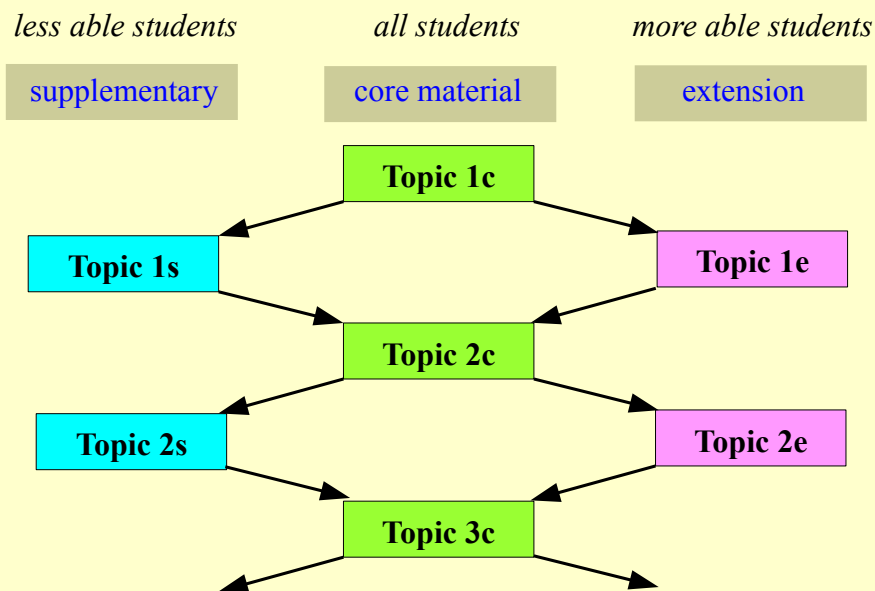 less able students
all students
more able students
supplementary
core material
extension
Topic 1c
Topic 1s
Topic 1e
Topic 2c
Topic 2s
Topic 2e
Topic 3c